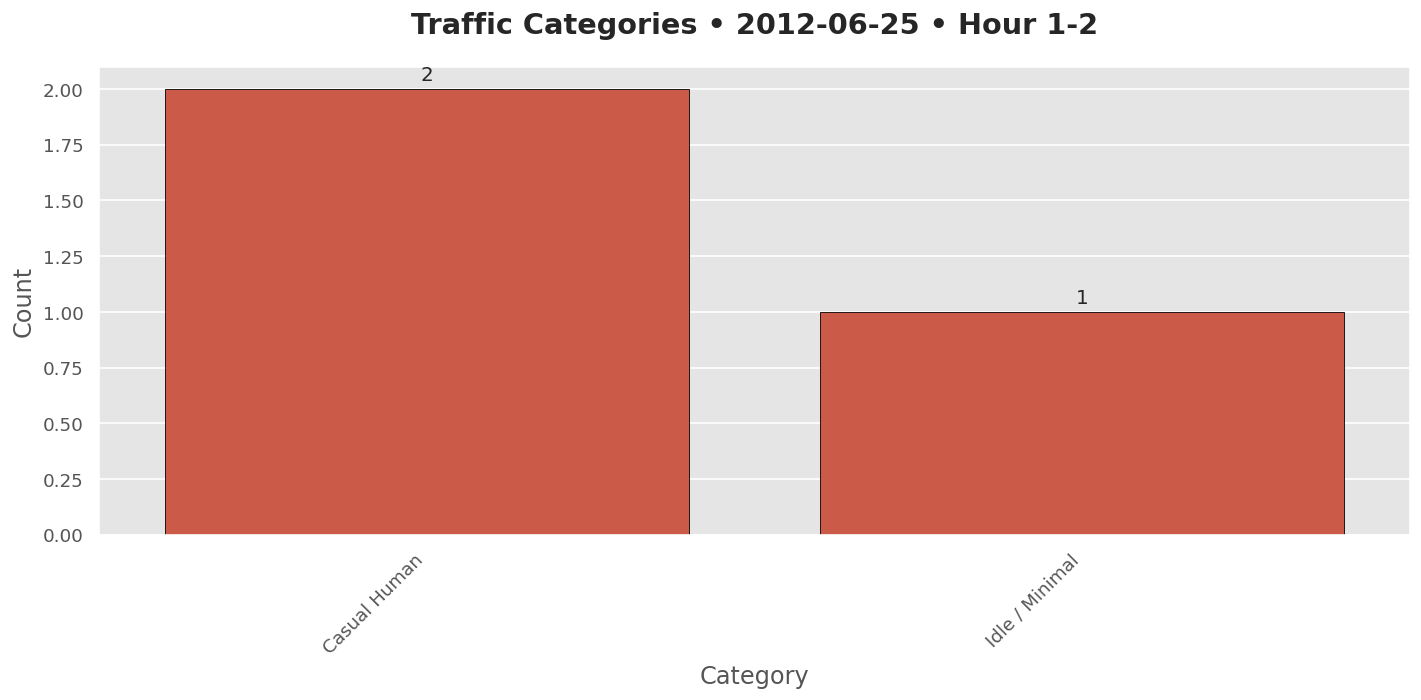 Traffic Categories • 2012-06-25 • Hour 1-2
2
2.00
1.75
1.50
1.25
1
1.00
0.75
0.50
0.25
0.00
Count
Casual Human
Idle / Minimal
Category